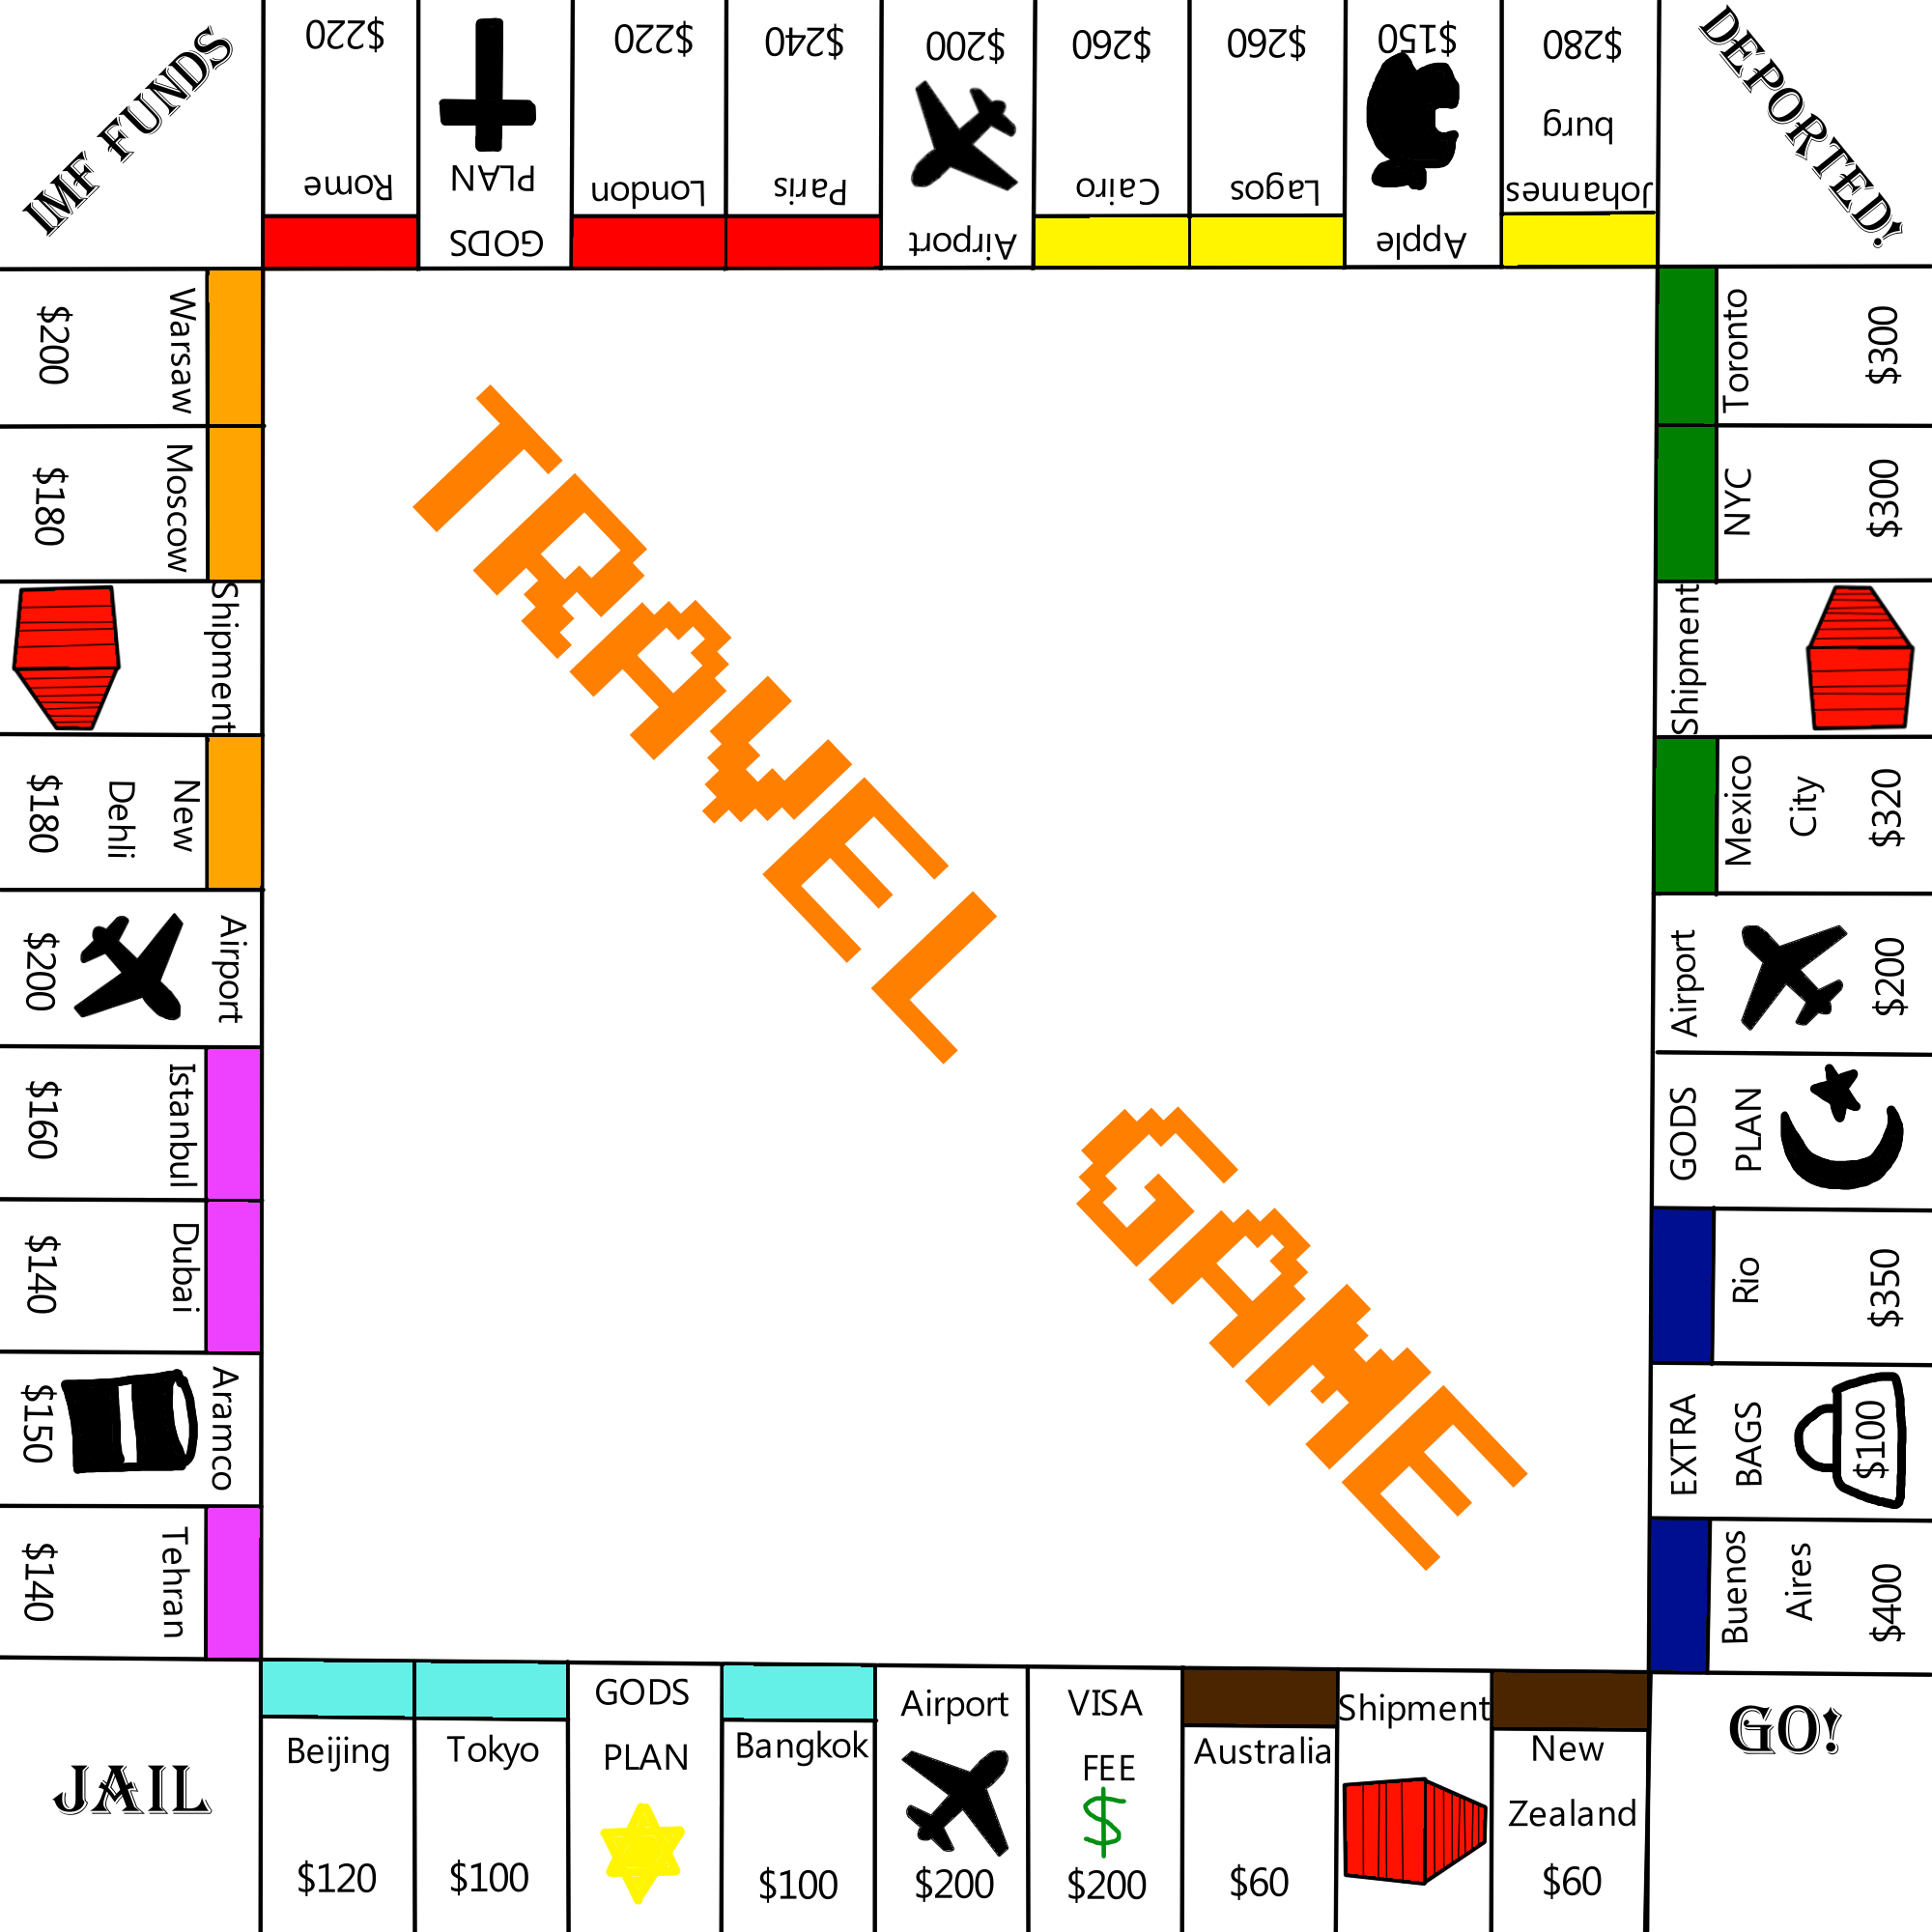 IMF FUNDS
$220
Rome
GODS
PLAN
$220
London
$240
Paris
$200
Airport
$260
Cairo
$260
Lagos
$150
Apple
$280
Johannes
burg
DEPORTED!
Warsaw
$200
Moscow
$180
Shipment
New
Dehli
$180
Airport
$200
Istanbul
$160
Dubai
$140
Aramco
$150
Tehran
$140
TRAVEL
GAME
Toronto
$300
NYC
$300
Shipment
Mexico
City
$320
Airport
$200
GODS
PLAN
Rio
$350
EXTRA
BAGS
$100
Buenos
Aires
$400
JAIL
Beijing
$120
Tokyo
$100
GODS
PLAN
Bangkok
$100
Airport
$200
VISA
FEE
$
$200
Australia
$60
Shipment
New
Zealand
$60
GO!